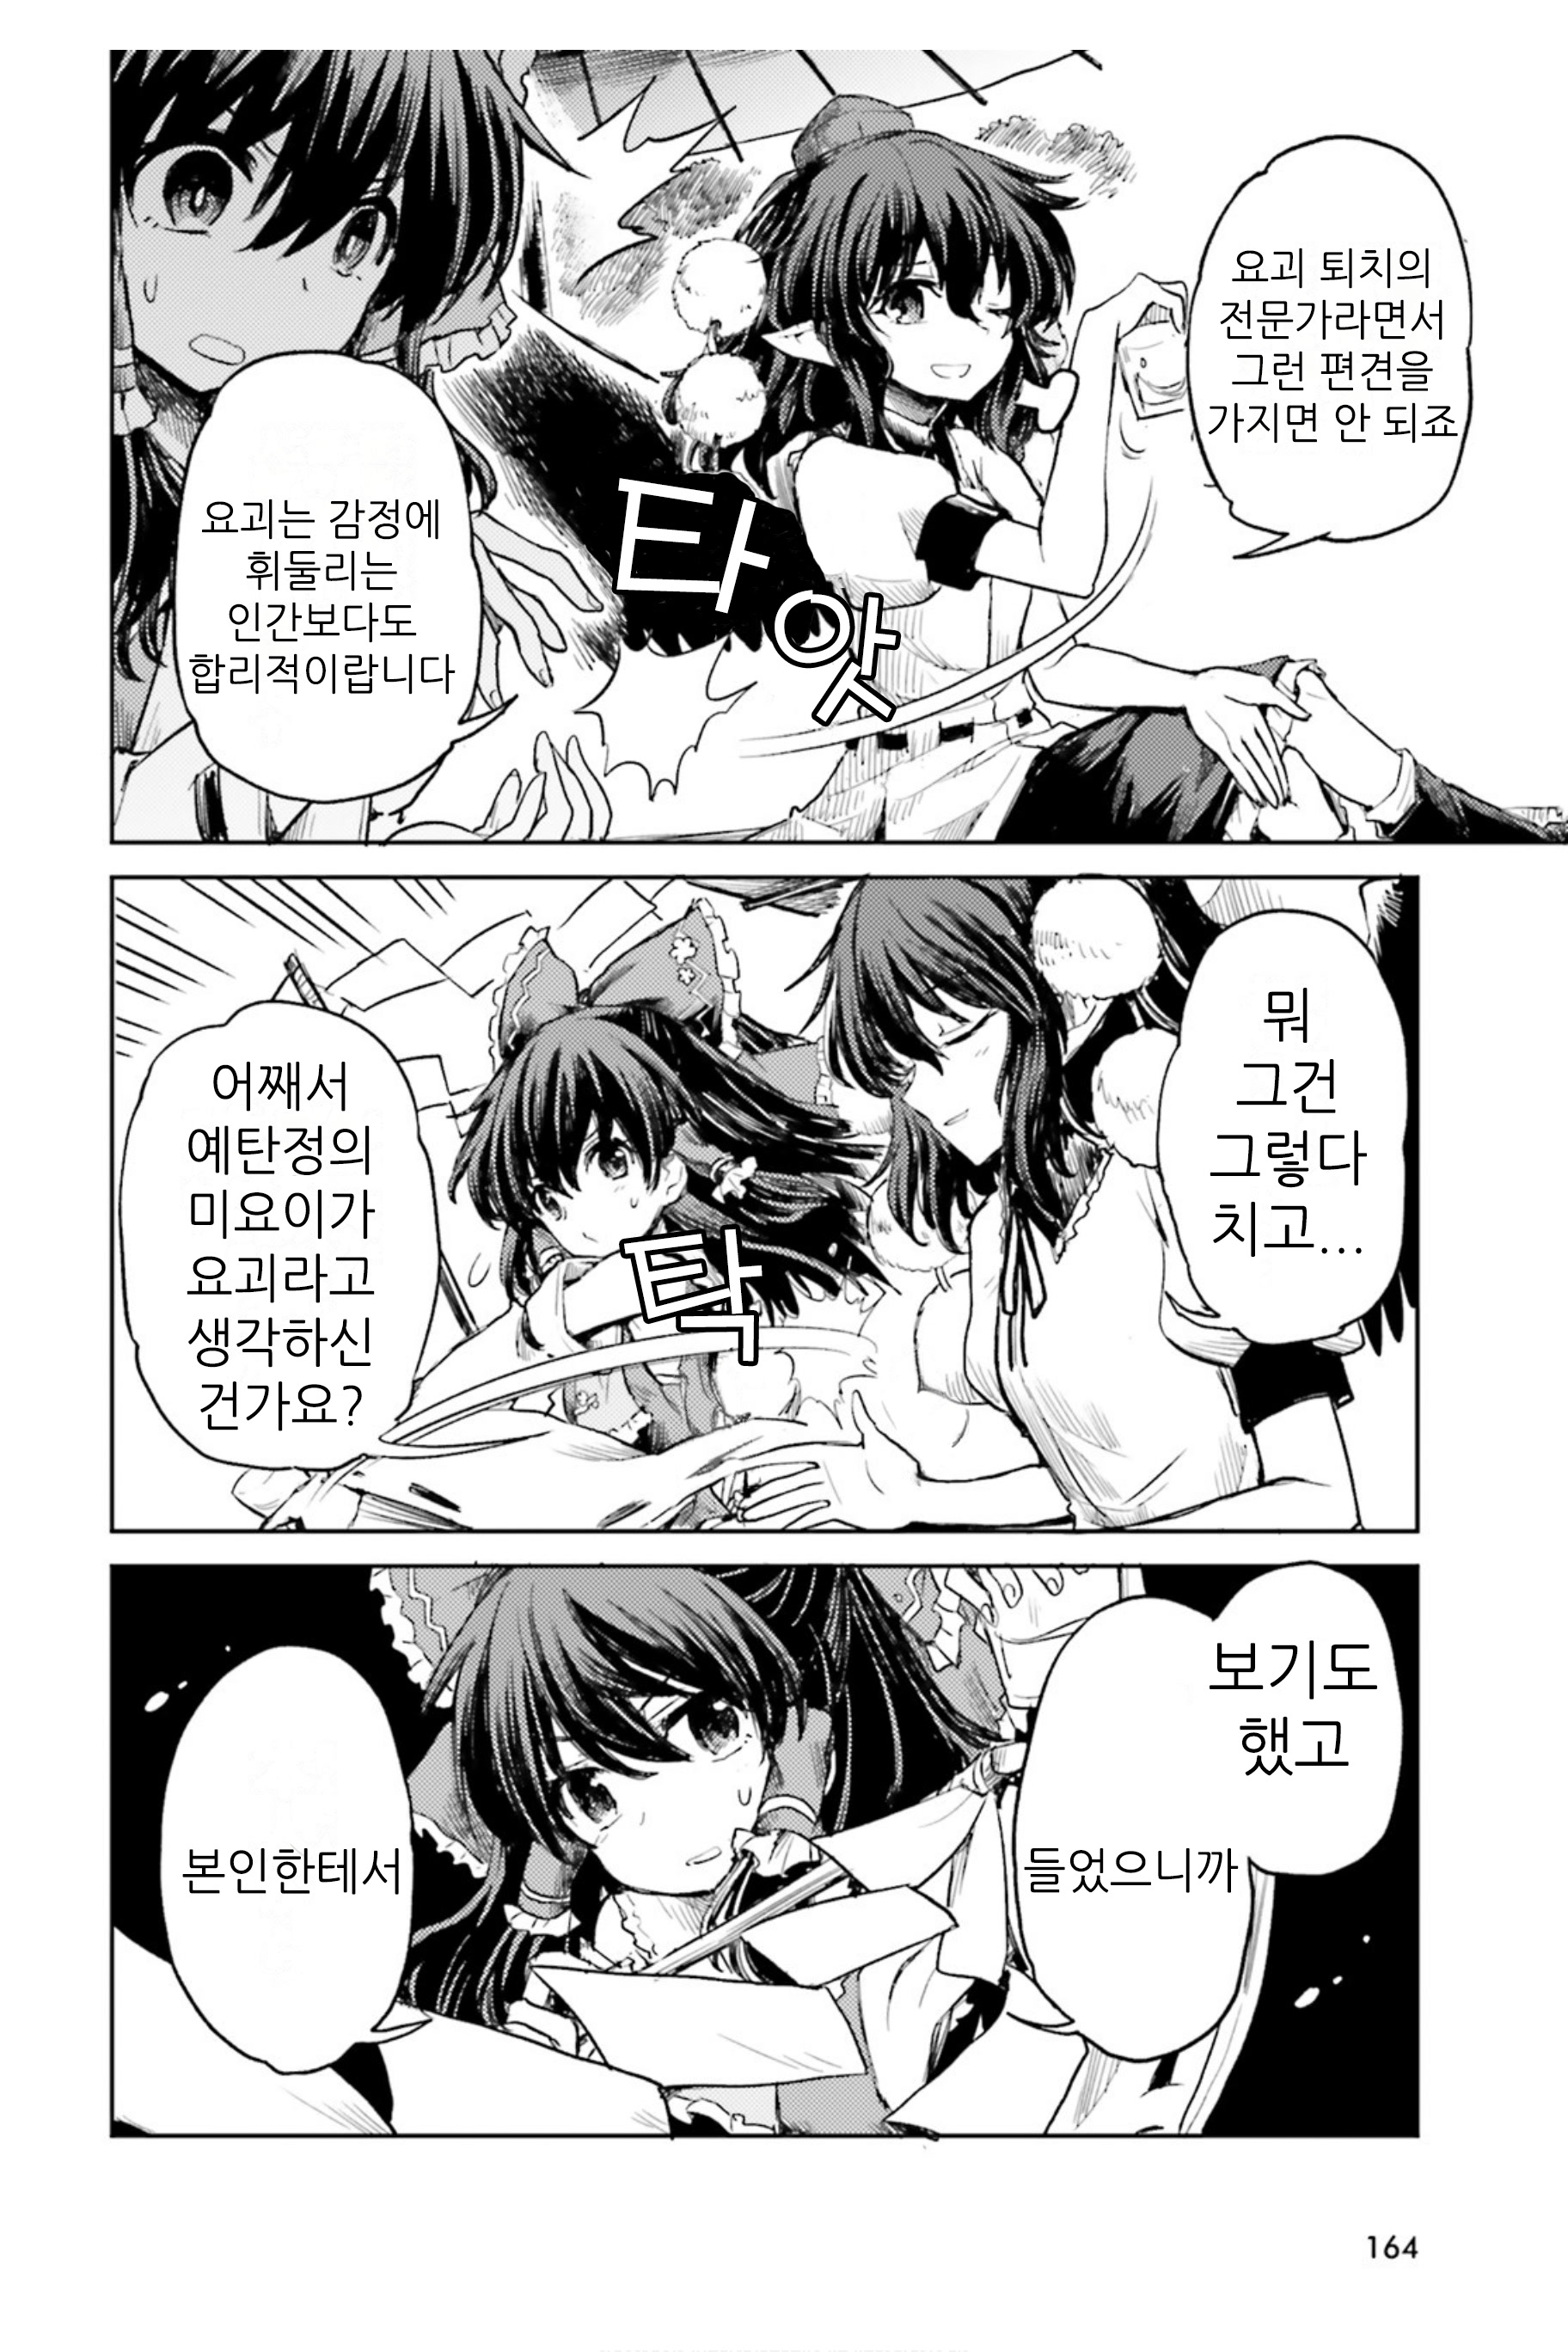 요괴 퇴치의
전문가라면서
그런 편견을
가지면 안 되죠
타앗
요괴는 감정에
휘둘리는
인간보다도
합리적이랍니다
뭐
그건
그렇다
치고...
탁
어째서
예탄정의
미요이가
요괴라고
생각하신
건가요?
보기도
했고
들었으니까
본인한테서
164